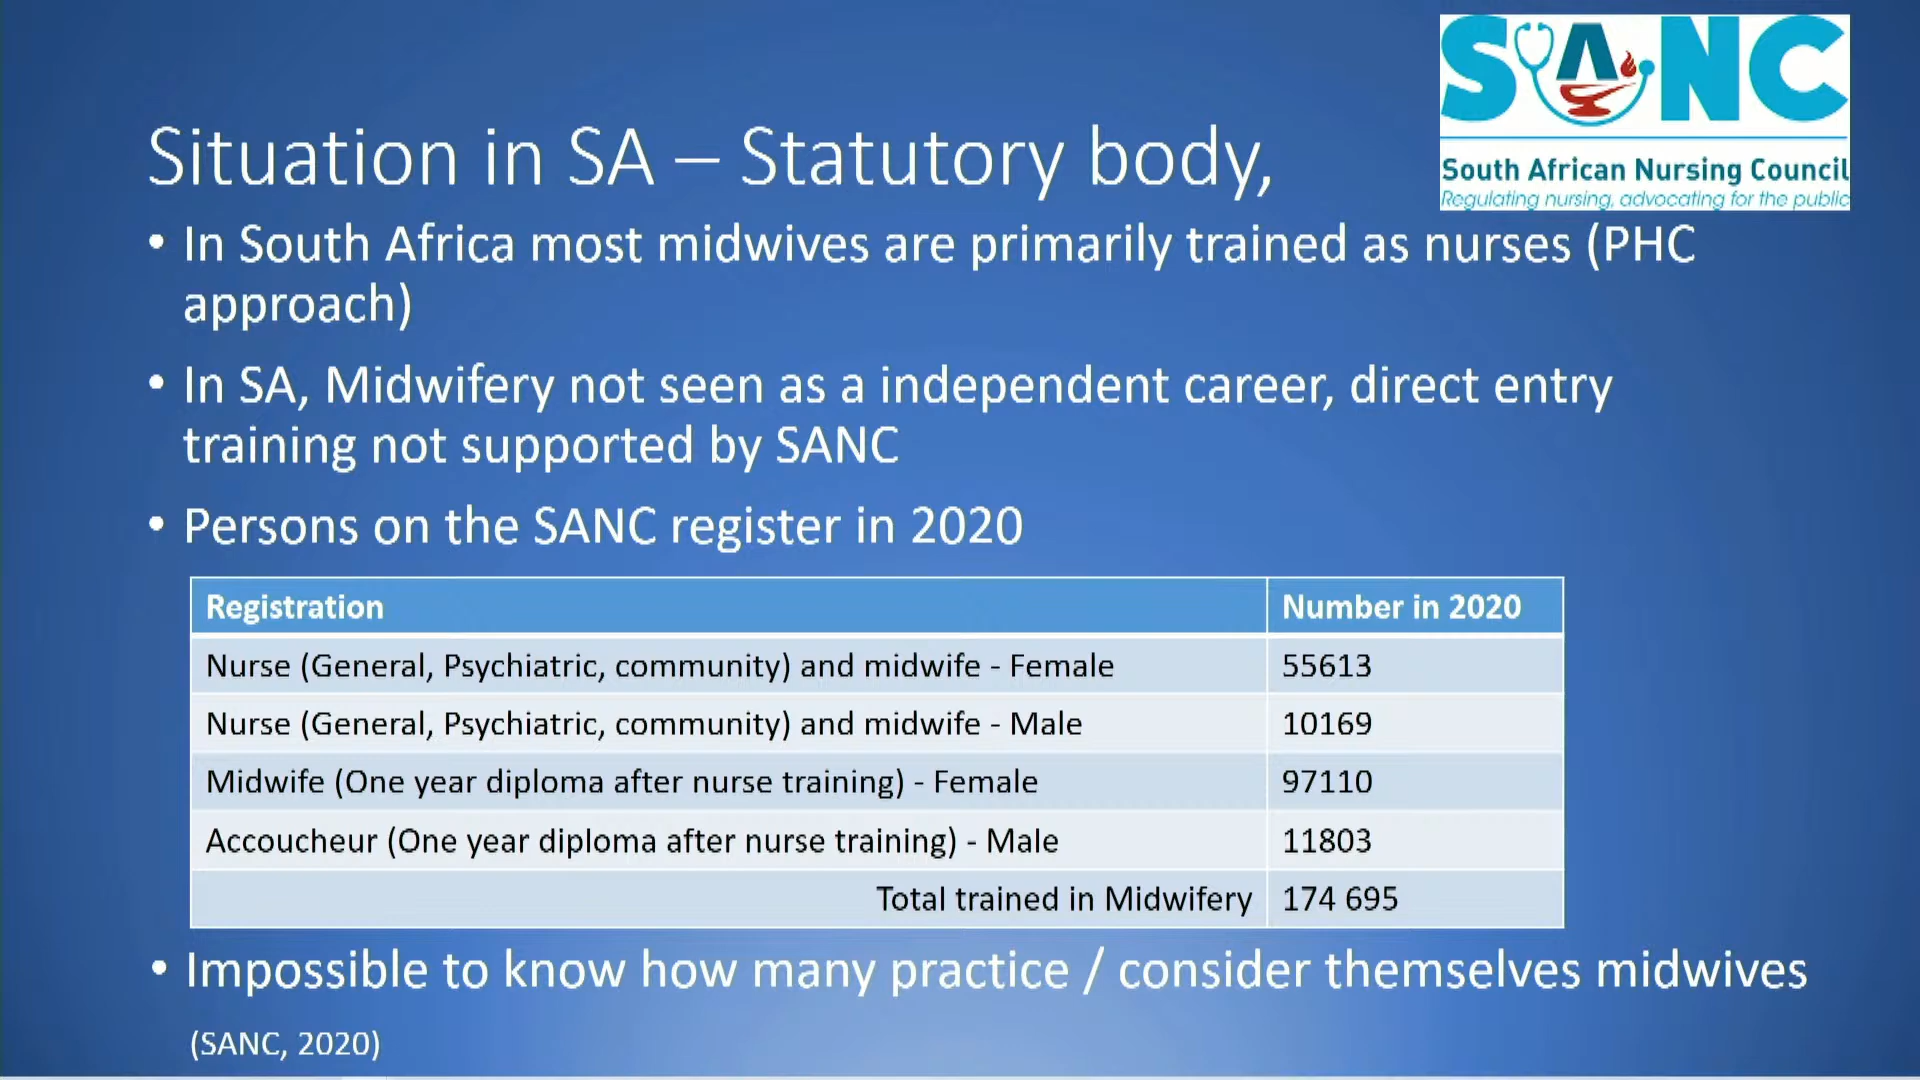 SANC
South African Nursing Council
Regulating nursing, advocating for the public
Situation in SA – Statutory body,
• In South Africa most midwives are primarily trained as nurses (PHC
approach)
• In SA, Midwifery not seen as a independent career, direct entry
training not supported by SANC
• Persons on the SANC register in 2020
Registration Number in 2020
Nurse (General, Psychiatric, community) and midwife - Female 55613
Nurse (General, Psychiatric, community) and midwife - Male 10169
Midwife (One year diploma after nurse training) - Female 97110
Accoucheur (One year diploma after nurse training) - Male 11803
Total trained in Midwifery 174 695
• Impossible to know how many practice / consider themselves midwives
(SANC, 2020)